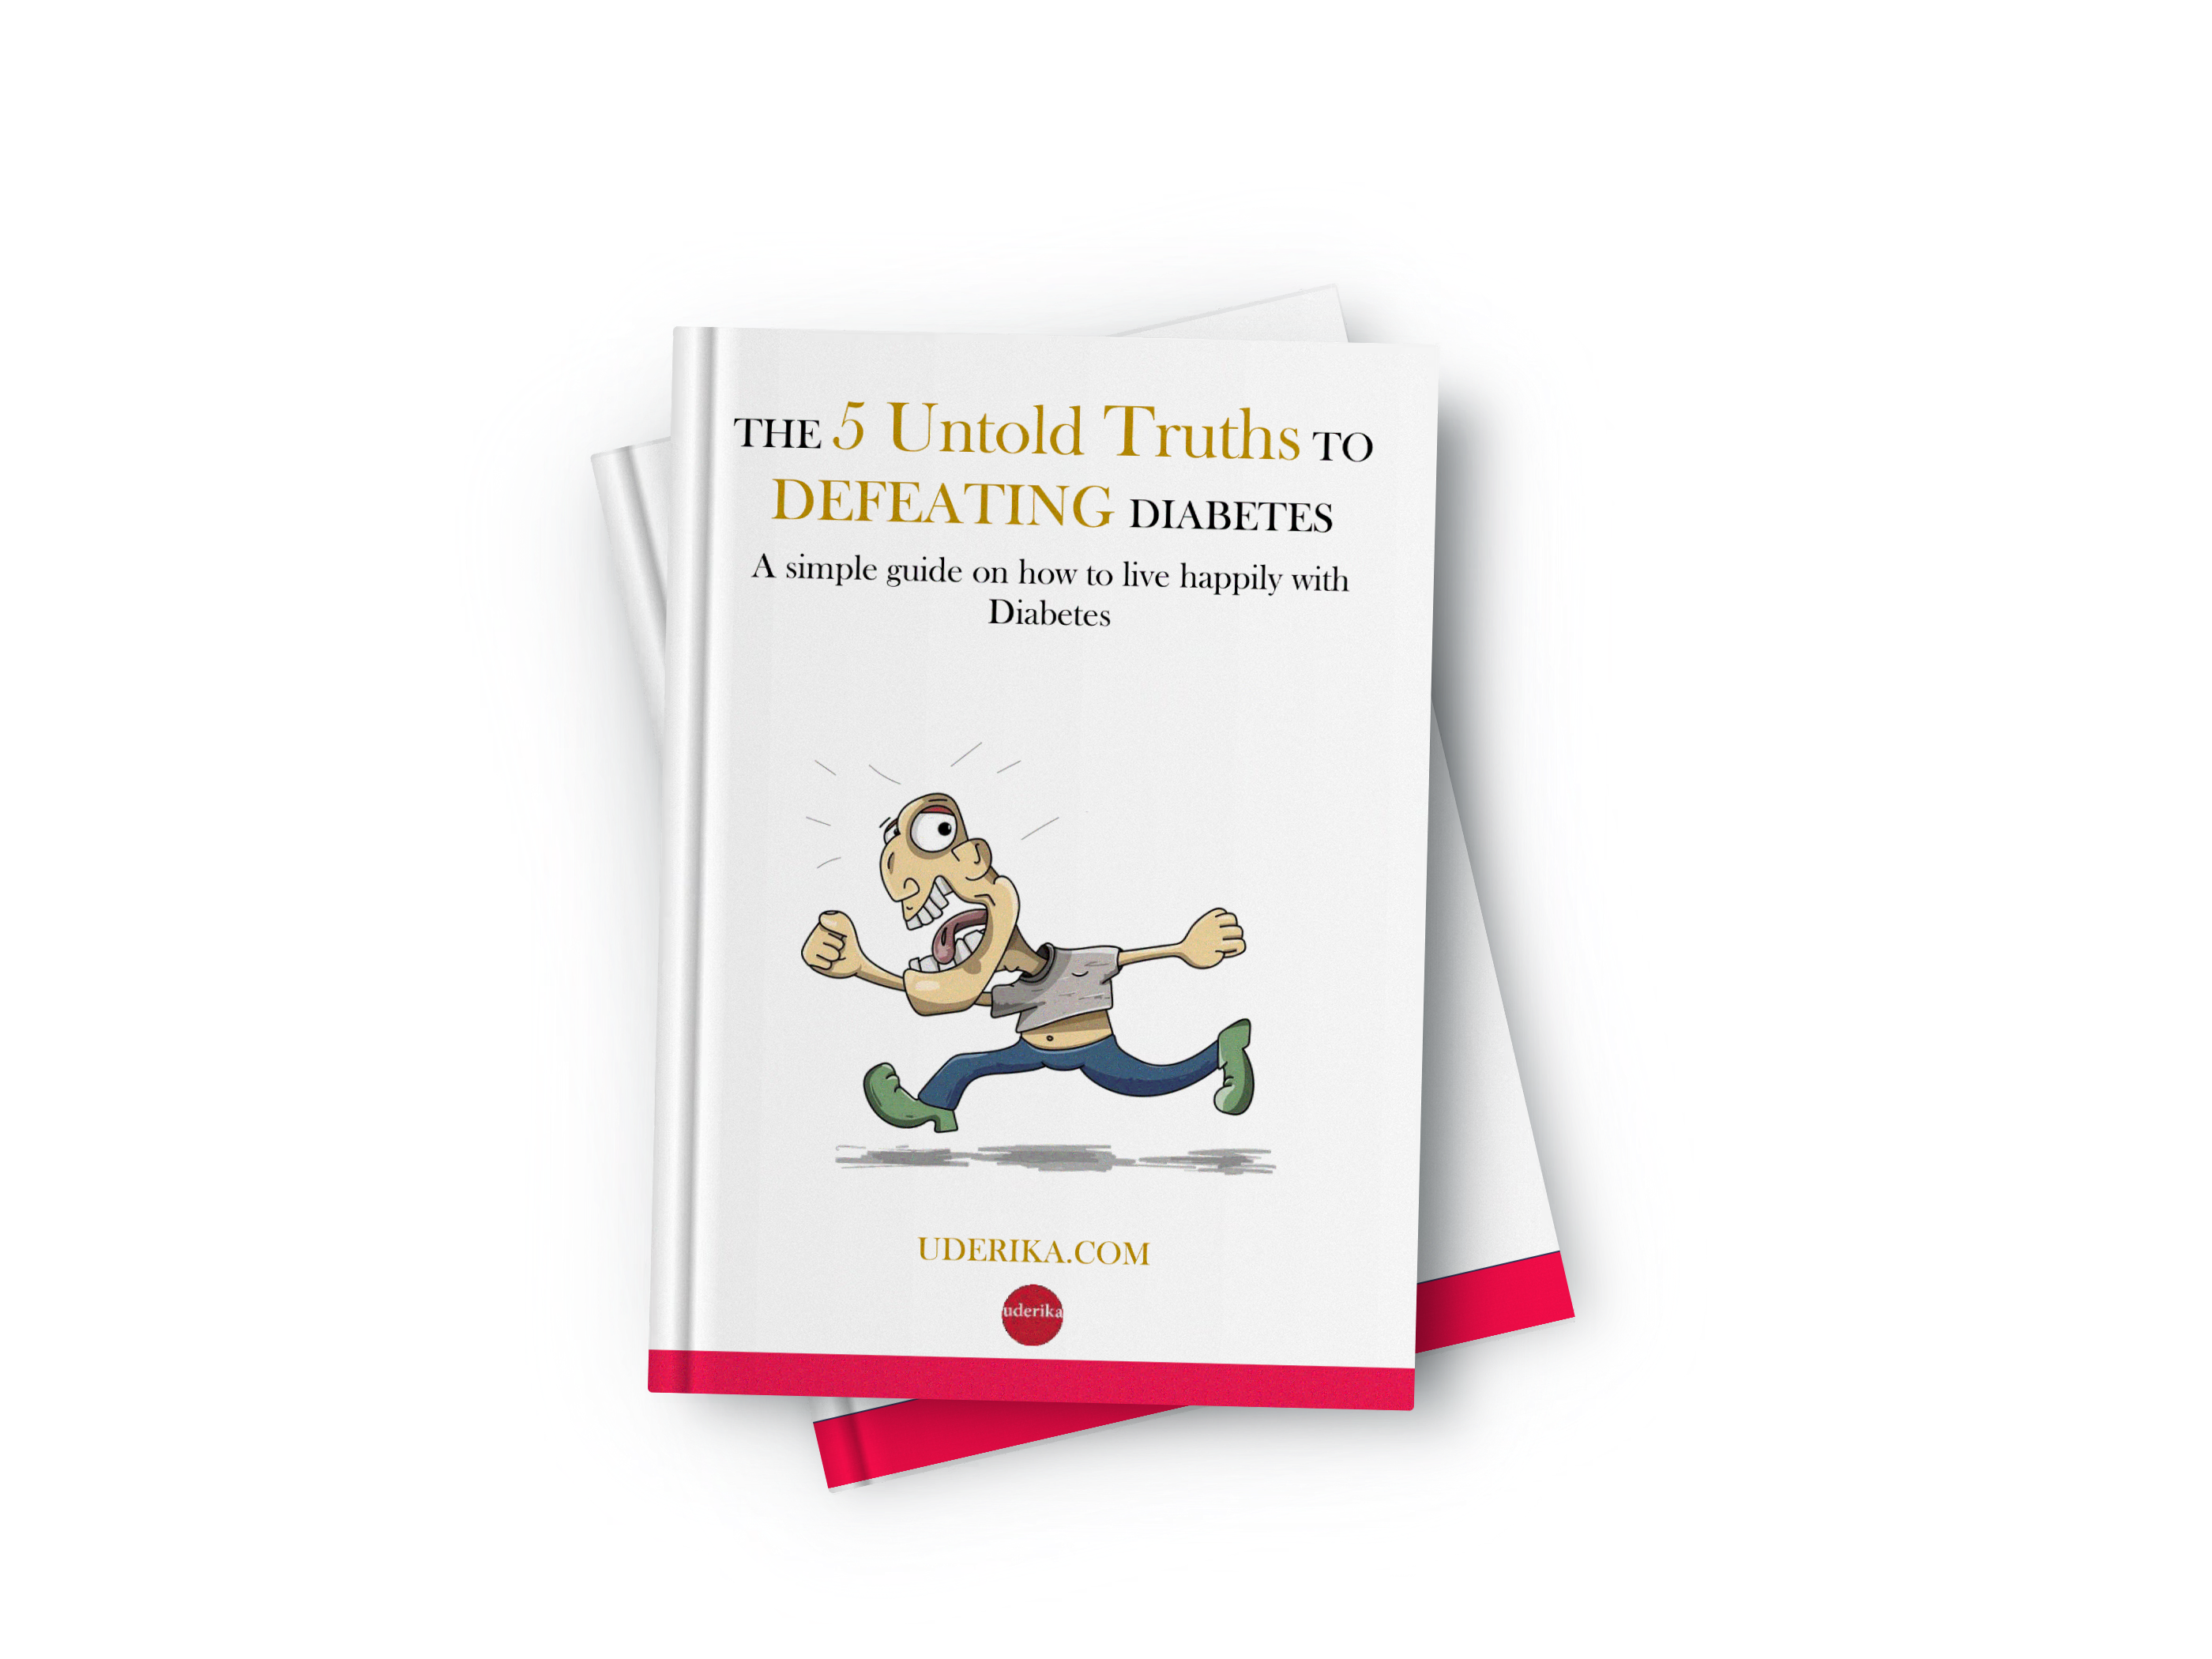 THE 5 Untold Truths TO
DEFEATING DIABETES
A simple guide on how to live happily with
Diabetes
UDERIKA.COM
uderika